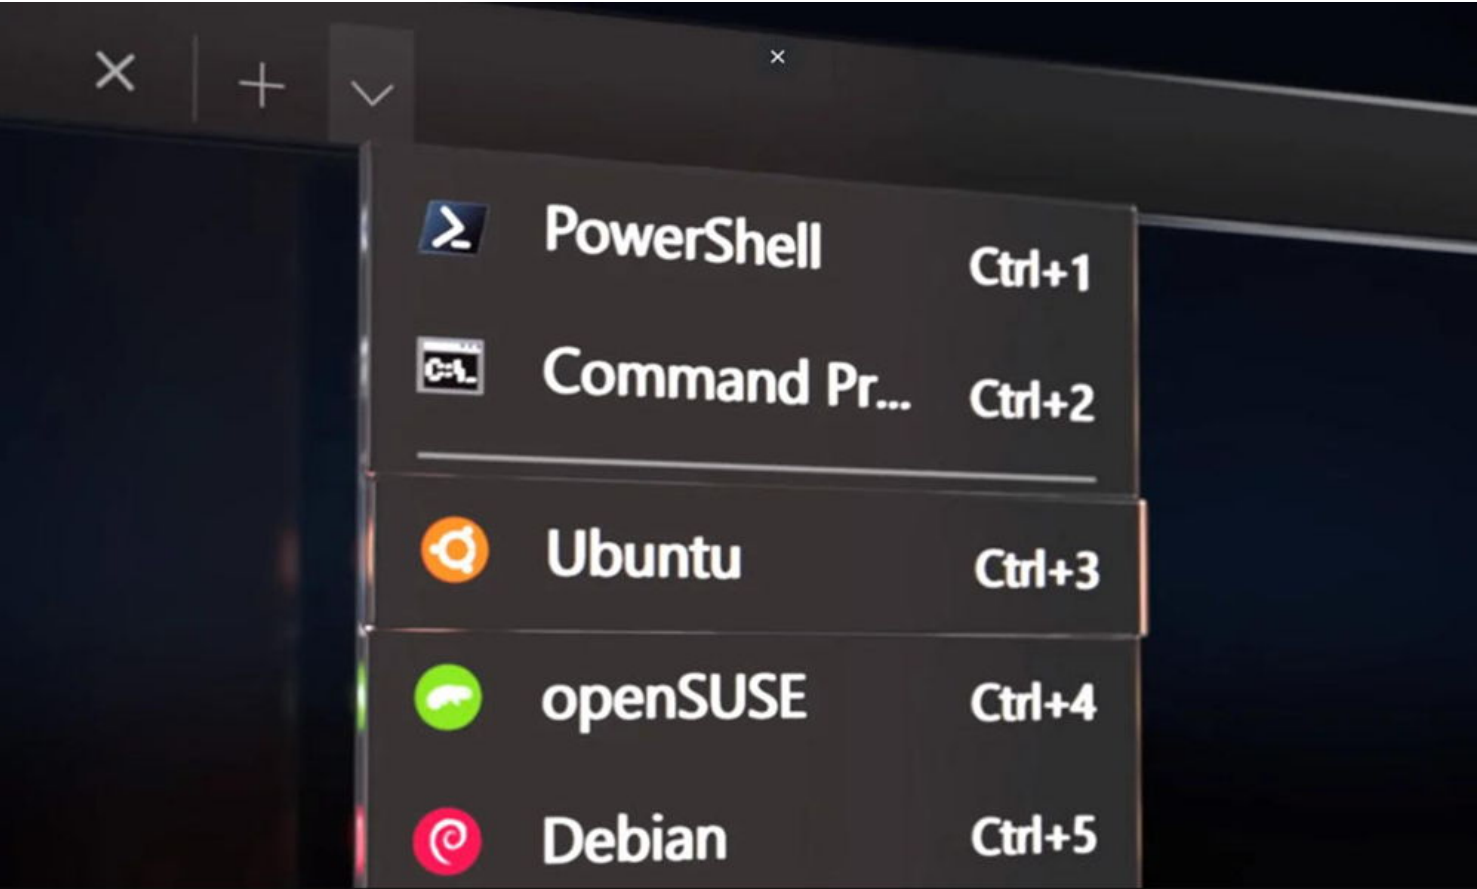 PowerShell Ctrl+1
C:\_
Command Pr... Ctrl+2
Ubuntu Ctrl+3
openSUSE Ctrl+4
Debian Ctrl+5